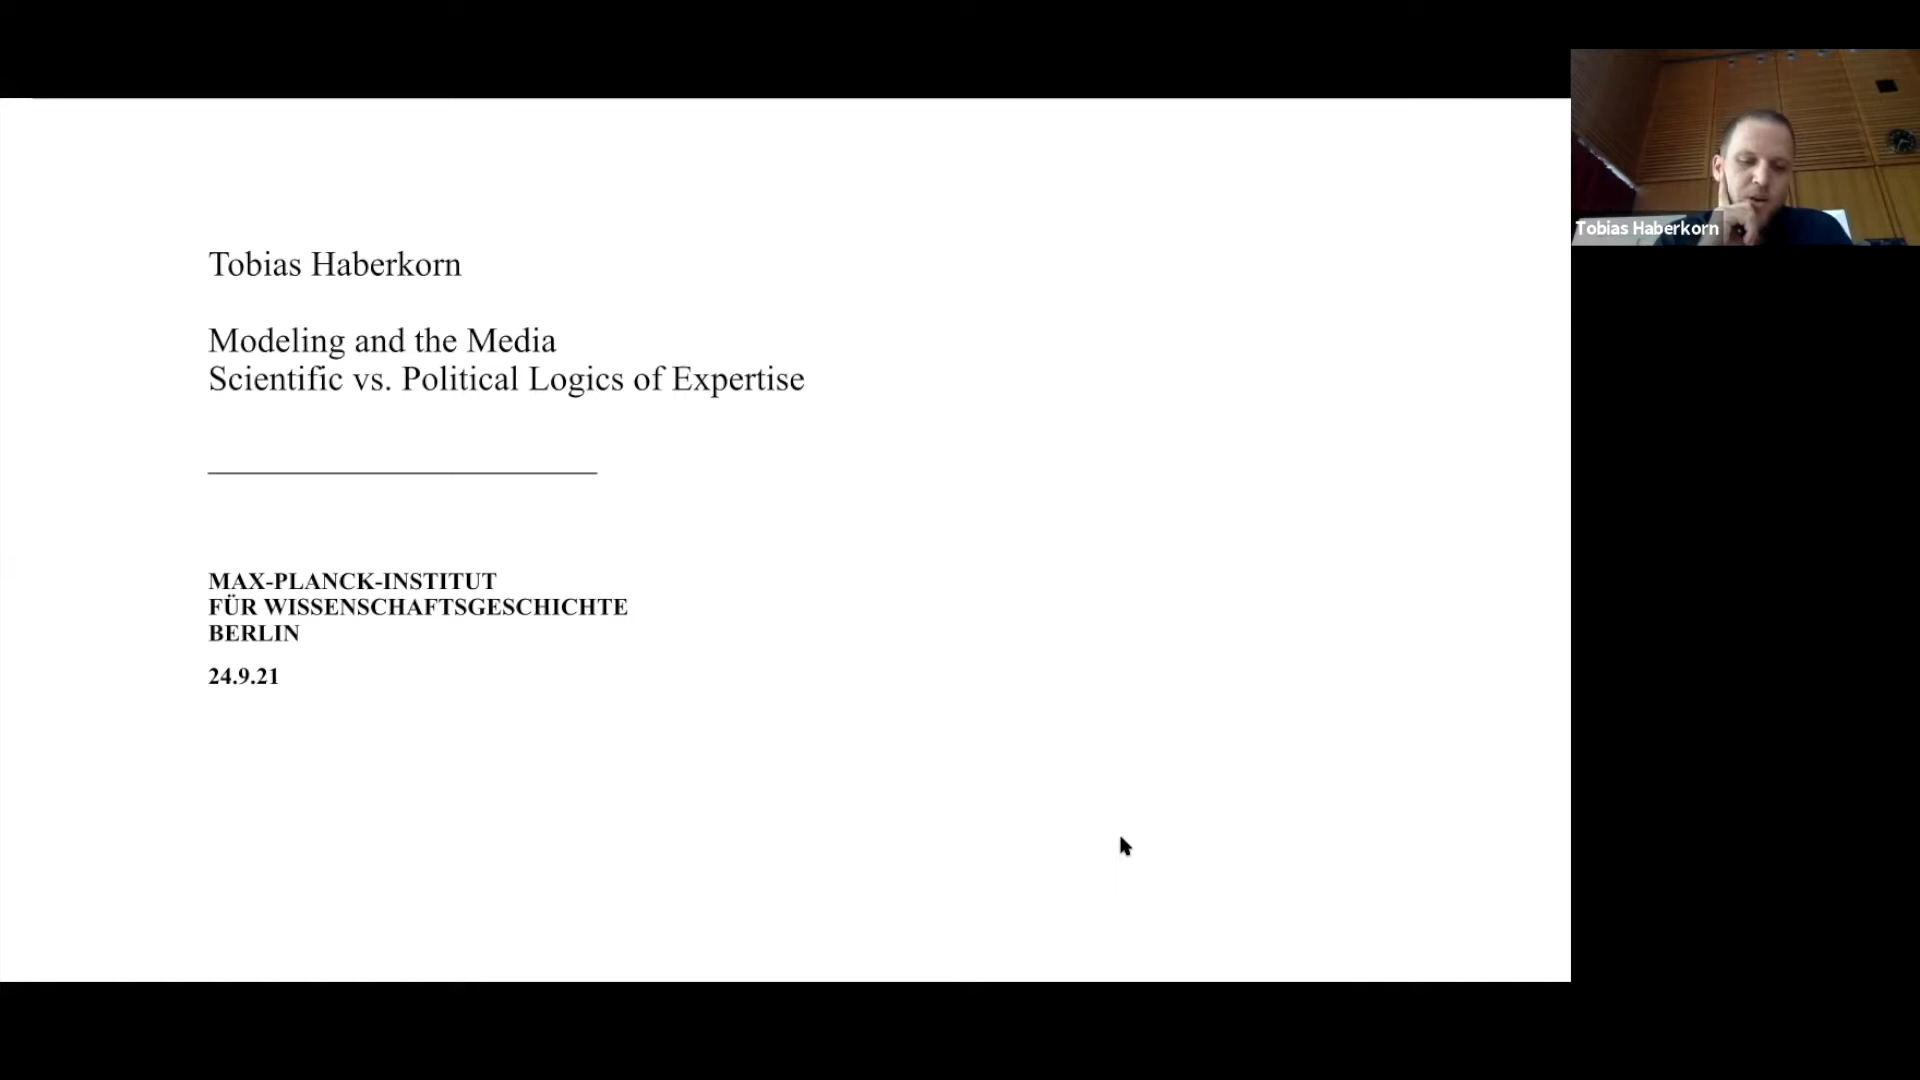 Tobias Haberkorn
Modeling and the Media
Scientific vs. Political Logics of Expertise
MAX-PLANCK-INSTITUT
FÜR WISSENSCHAFTSGESCHICHTE
BERLIN
24.9.21
Tobias Haberkorn